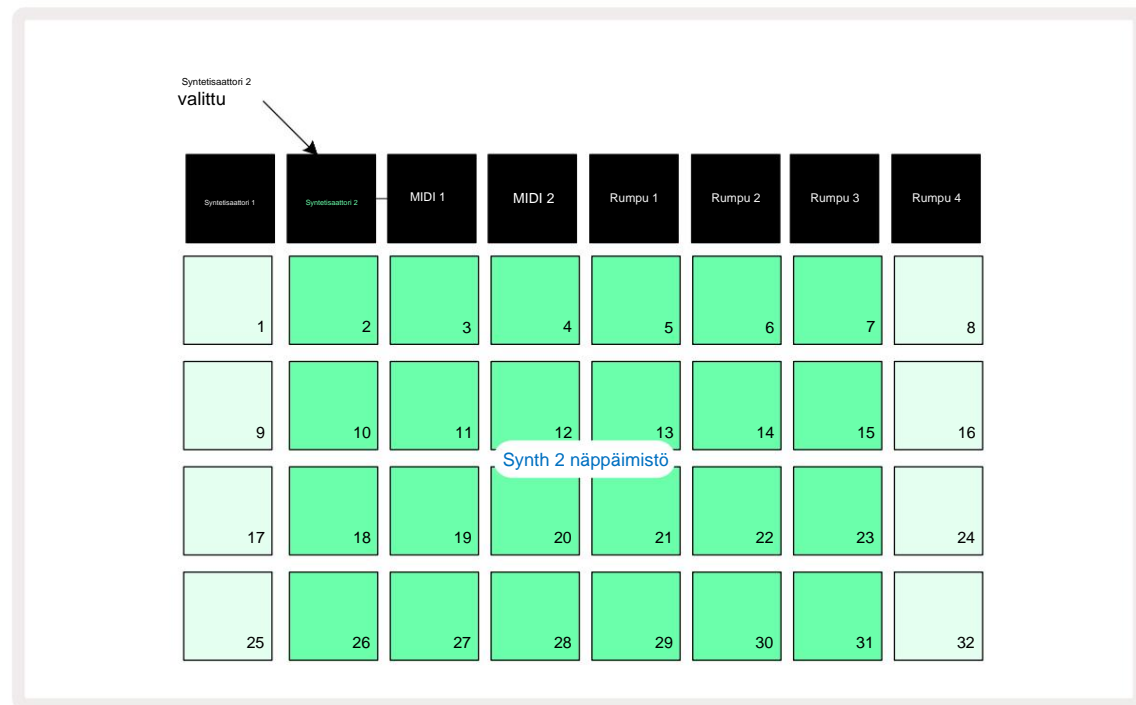 Syntetisaattori 2
valittu
Syntetisaattori 1
Syntetisaattori 2
MIDI 1
MIDI 2
Rumpu 1
Rumpu 2
Rumpu 3
Rumpu 4
1 2 3 4 5 6 7 8
9 10 11 12 13 14 15 16
Synth 2 näppäimistö
17 18 19 20 21 22 23 24
25 26 27 28 29 30 31 32